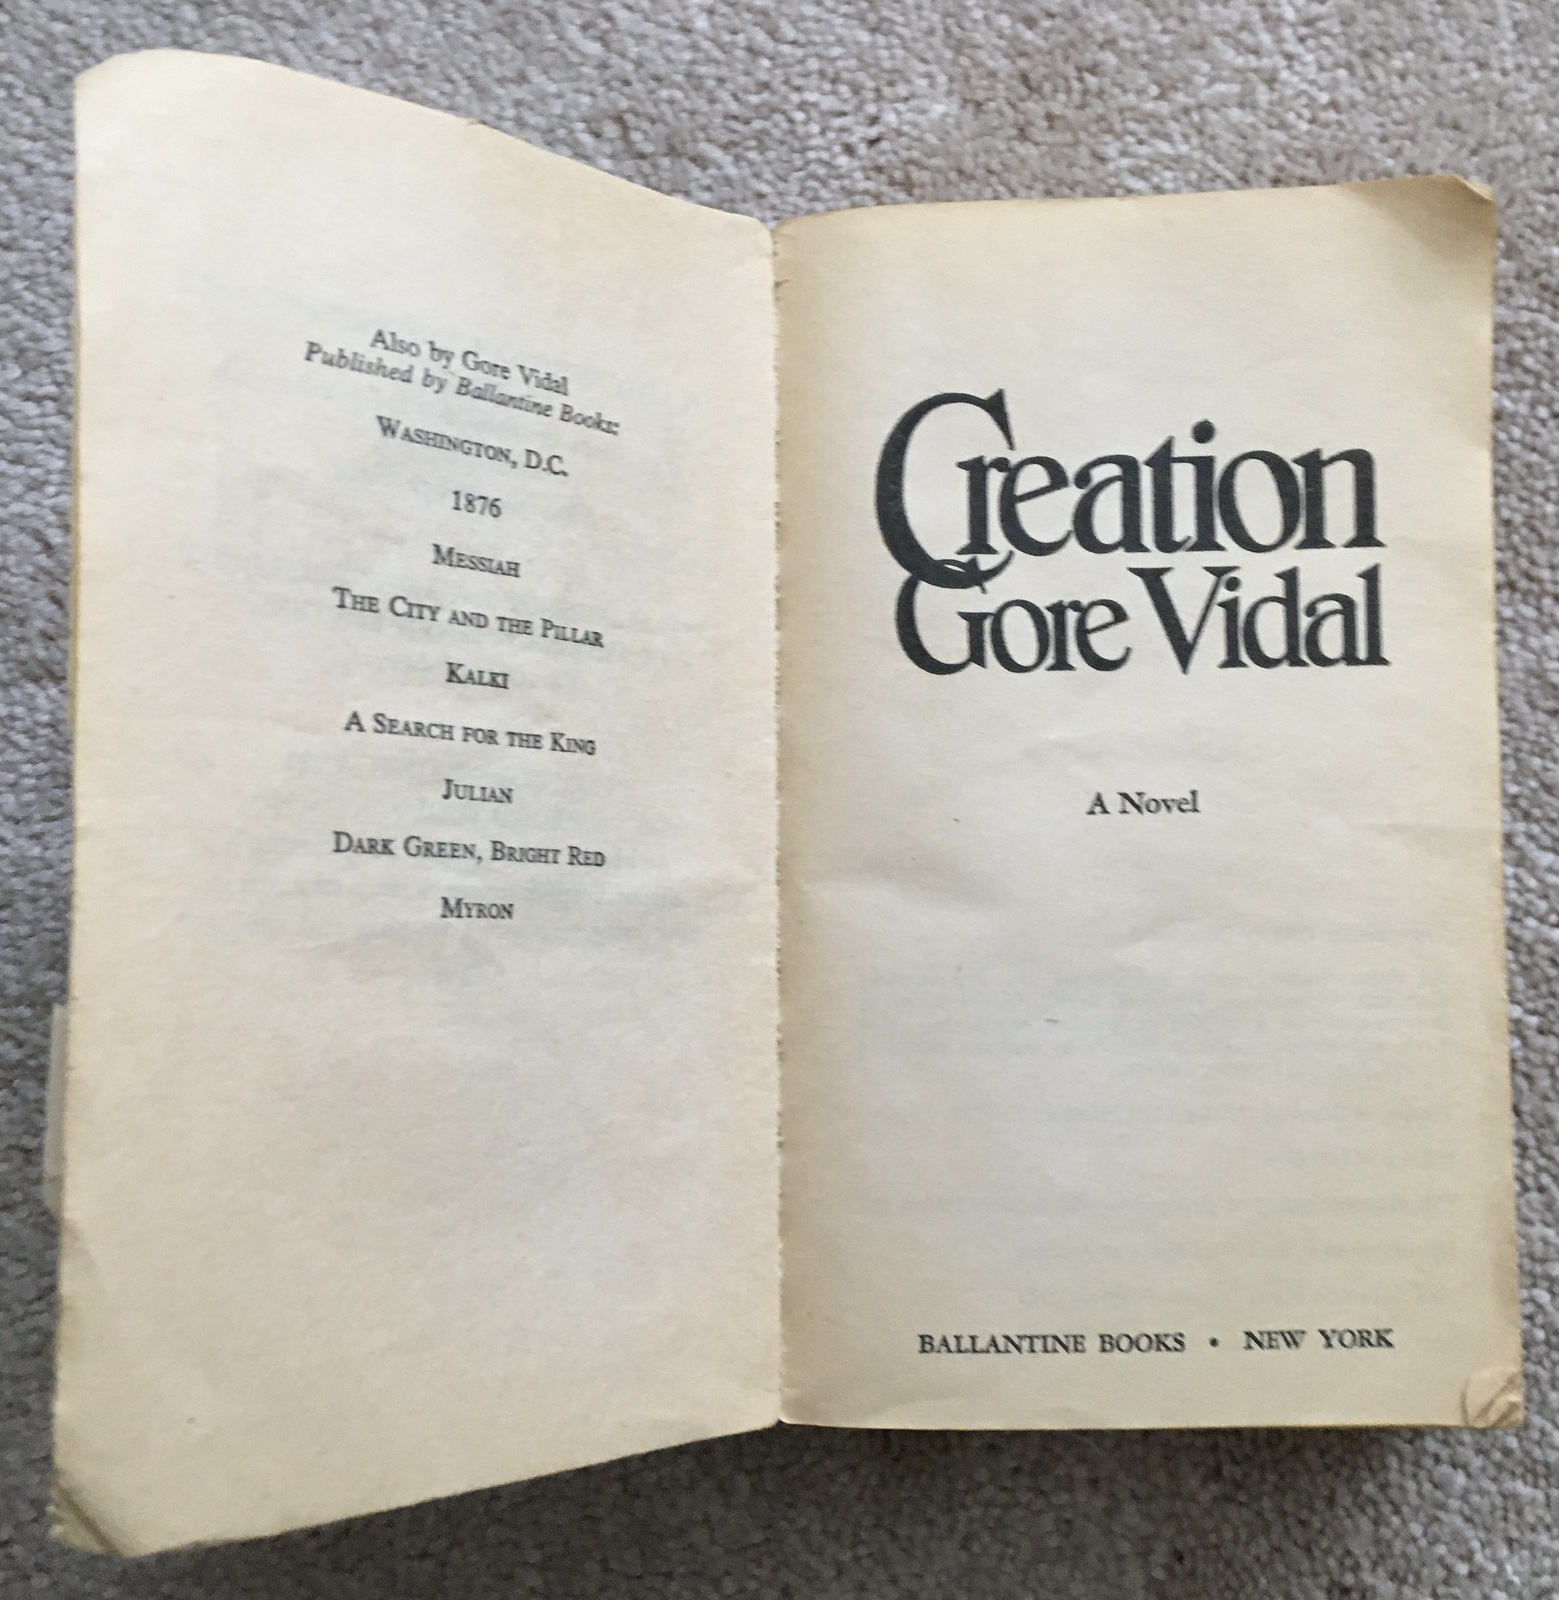 Also by Gore Vidal
Published by Ballantine Books:
WASHINGTON, D.C.
1876
MESSIAH
THE CITY AND THE PILLAR
KALKI
A SEARCH FOR THE KING
JULIAN
DARK GREEN, BRIGHT RED
MYRON
Creation
Gore Vidal
A Novel
BALLANTINE BOOKS • NEW YORK